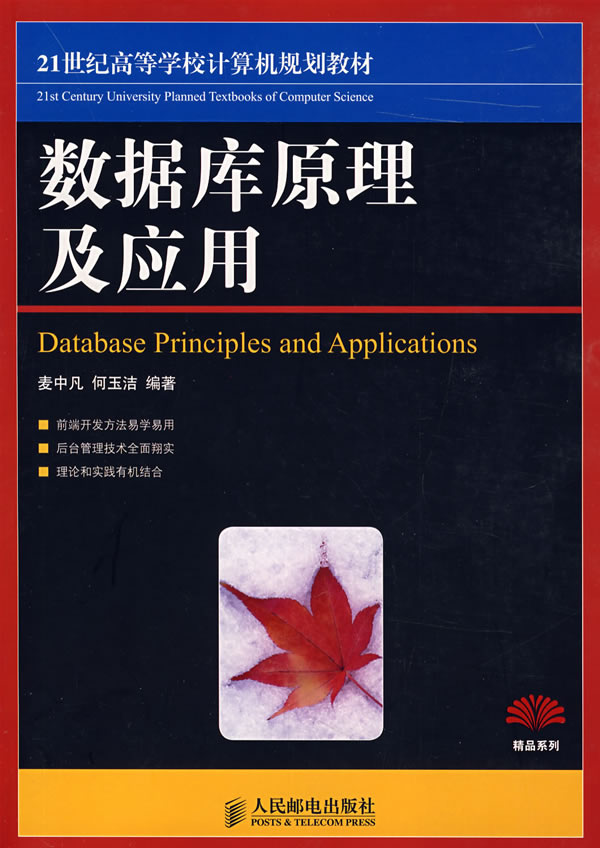 21世纪高等学校计算机规划教材
21st Century University Planned Textbooks of Computer Science
数据库原理
及应用
Database Principles and Applications
麦中凡 何玉洁 编著
■ 前端开发方法易学易用
■ 后台管理技术全面翔实
■ 理论和实践有机结合
精品系列
人民邮电出版社
POSTS & TELECOM PRESS